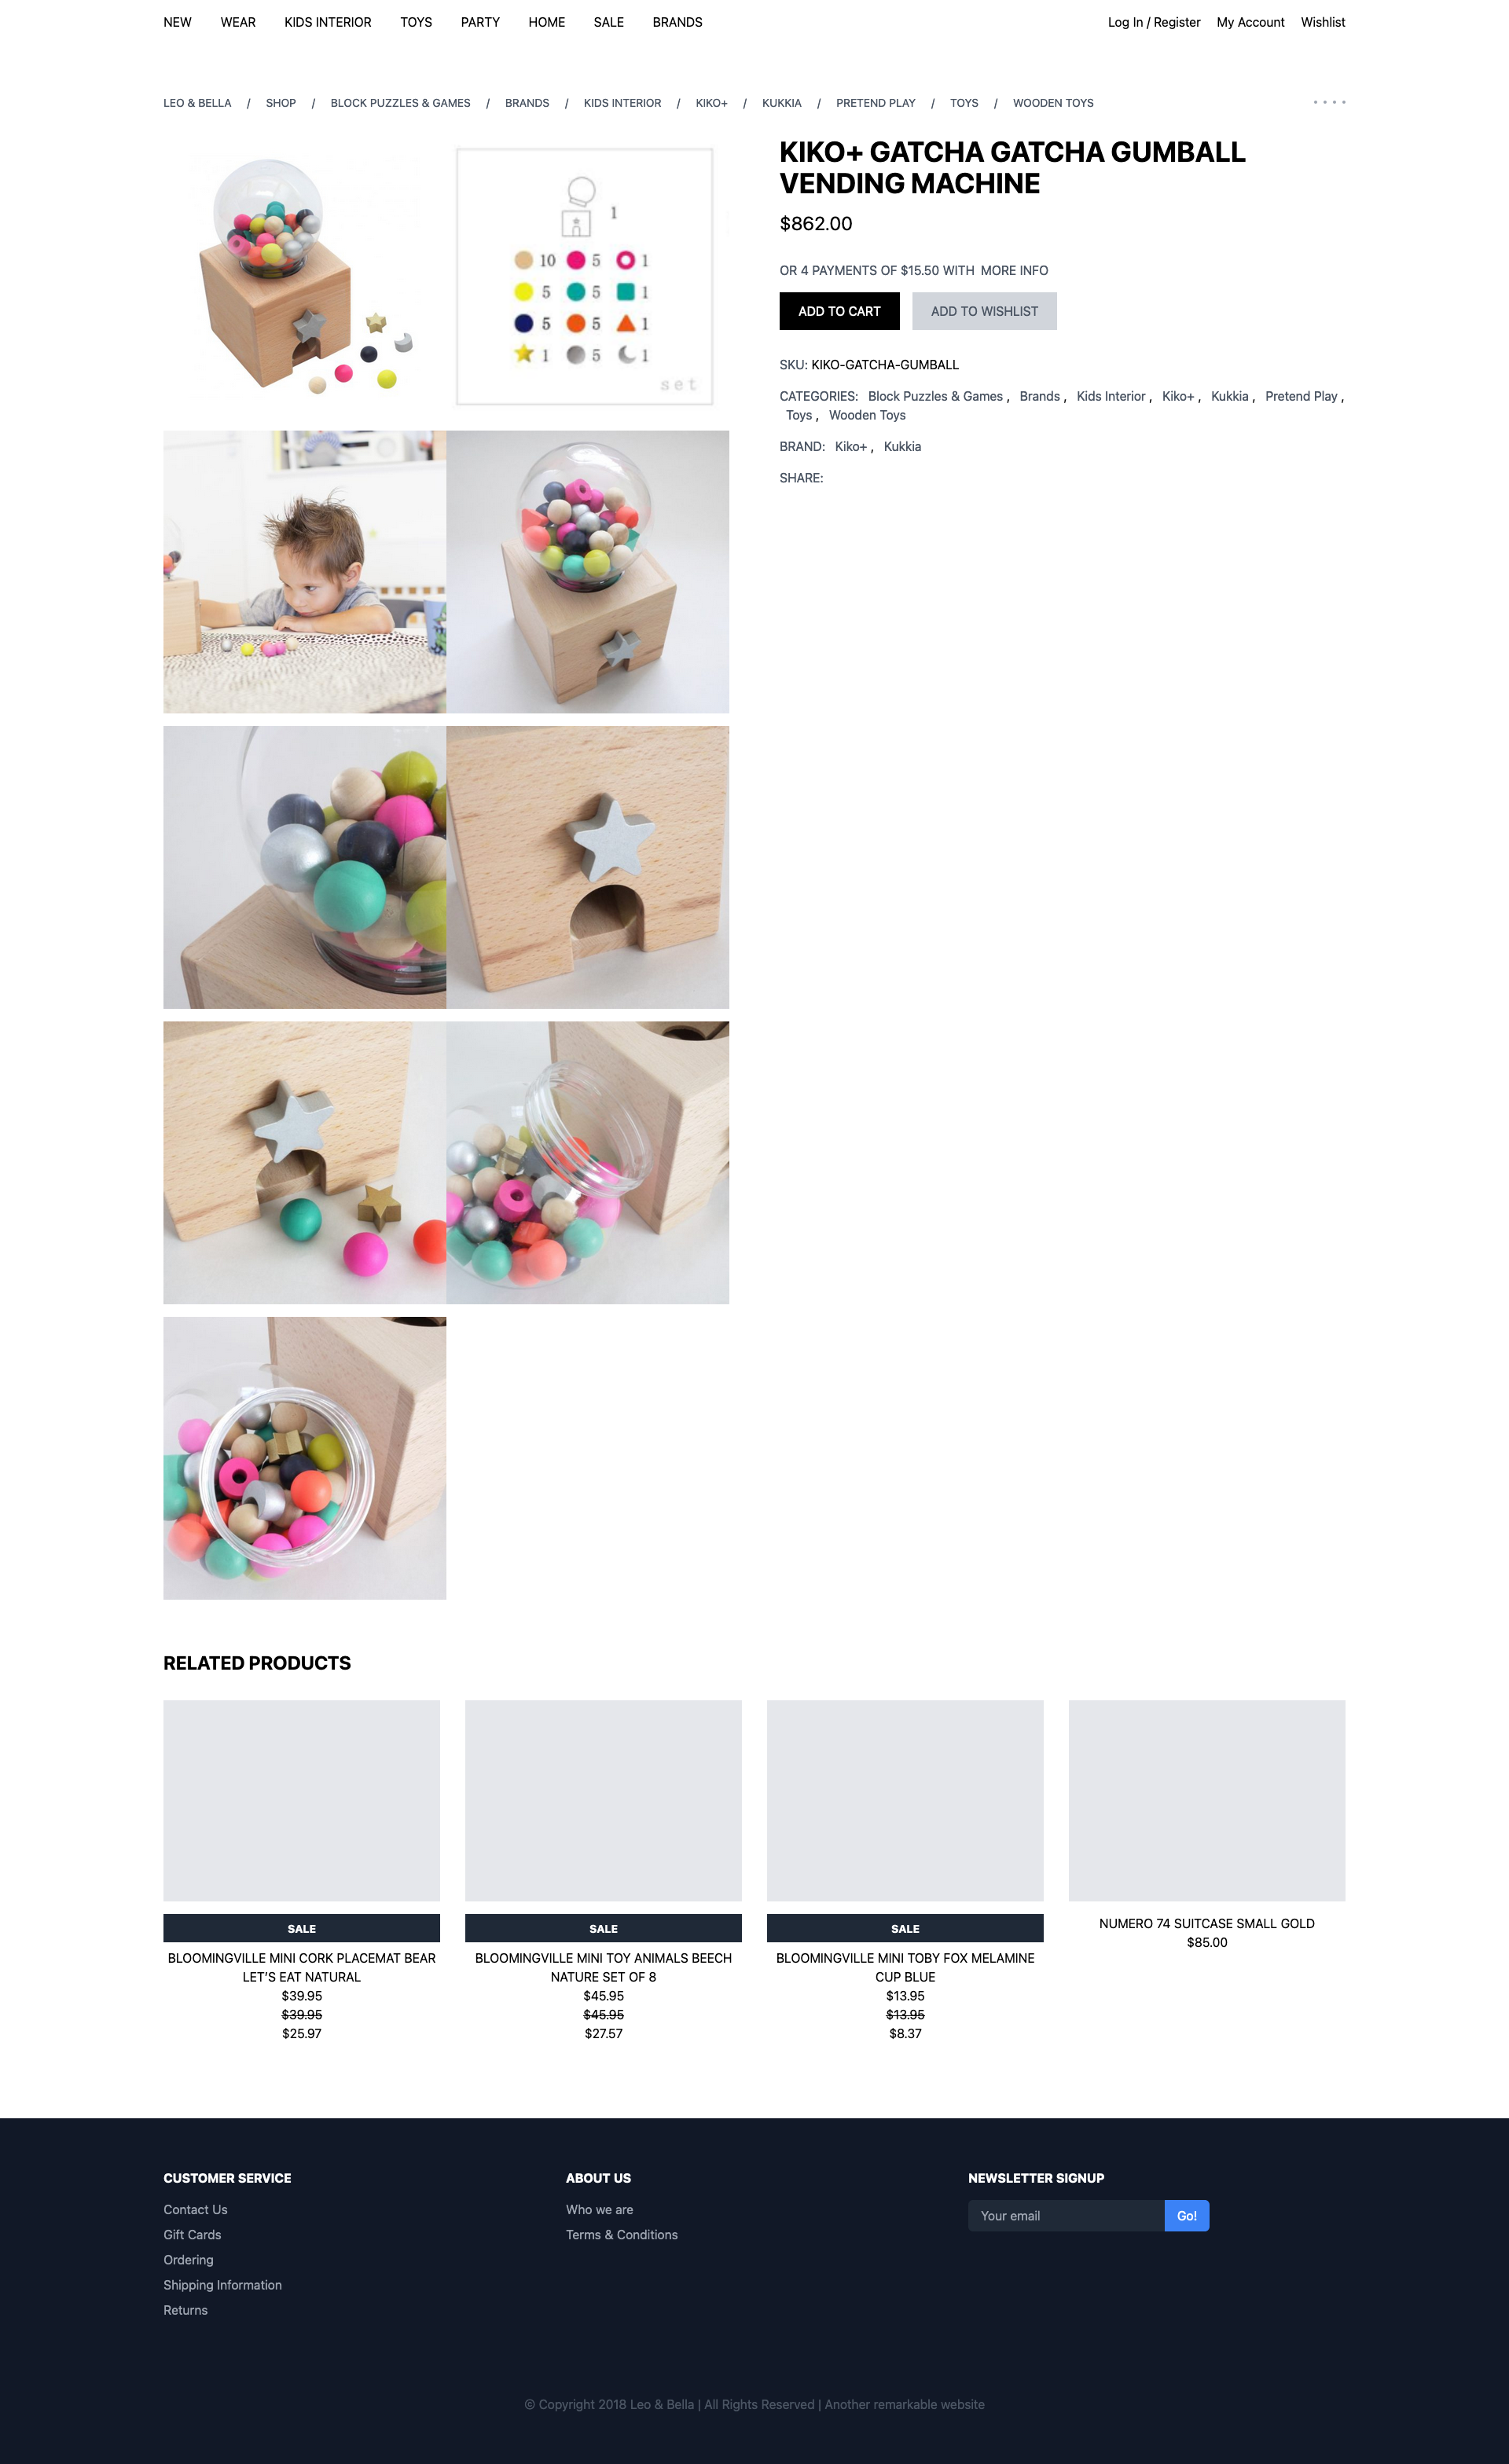 NEW WEAR KIDS INTERIOR TOYS PARTY HOME SALE BRANDS Log In / Register My Account Wishlist
LEO & BELLA / SHOP / BLOCK PUZZLES & GAMES / BRANDS / KIDS INTERIOR / KIKO+ / KUKKIA / PRETEND PLAY / TOYS / WOODEN TOYS
KIKO+ GATCHA GATCHA GUMBALL
VENDING MACHINE
$862.00
OR 4 PAYMENTS OF $15.50 WITH MORE INFO
ADD TO CART ADD TO WISHLIST
SKU: KIKO-GATCHA-GUMBALL
CATEGORIES: Block Puzzles & Games , Brands , Kids Interior , Kiko+ , Kukkia , Pretend Play ,
Toys , Wooden Toys
BRAND: Kiko+ , Kukkia
SHARE:
1
10 5 1
5 5 1
5 5 1
1 5 1
set
RELATED PRODUCTS
SALE
BLOOMINGVILLE MINI CORK PLACEMAT BEAR
LET'S EAT NATURAL
$39.95
$39.95
$25.97
SALE
BLOOMINGVILLE MINI TOY ANIMALS BEECH
NATURE SET OF 8
$45.95
$45.95
$27.57
SALE
BLOOMINGVILLE MINI TOBY FOX MELAMINE
CUP BLUE
$13.95
$13.95
$8.37
NUMERO 74 SUITCASE SMALL GOLD
$85.00
CUSTOMER SERVICE
Contact Us
Gift Cards
Ordering
Shipping Information
Returns
ABOUT US
Who we are
Terms & Conditions
NEWSLETTER SIGNUP
Your email Go!
© Copyright 2018 Leo & Bella | All Rights Reserved | Another remarkable website